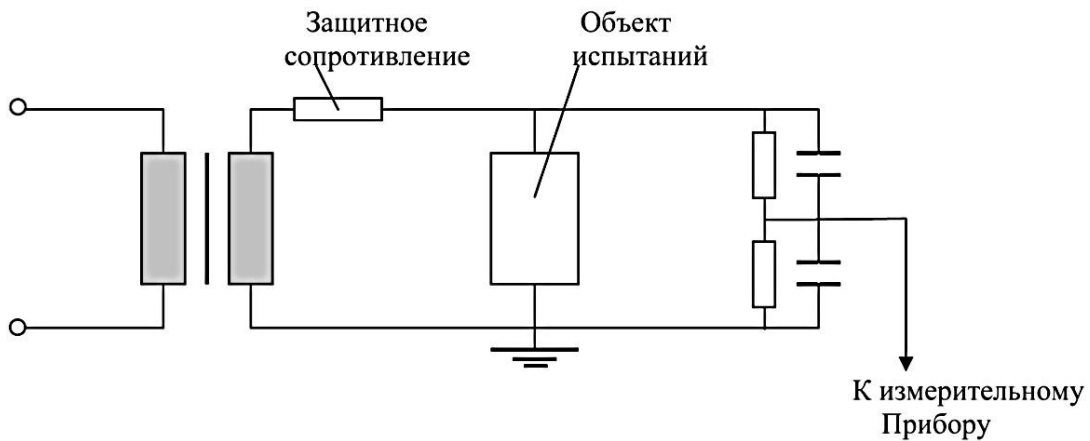 Защитное
сопротивление
Объект
испытаний
К измерительному
Прибору